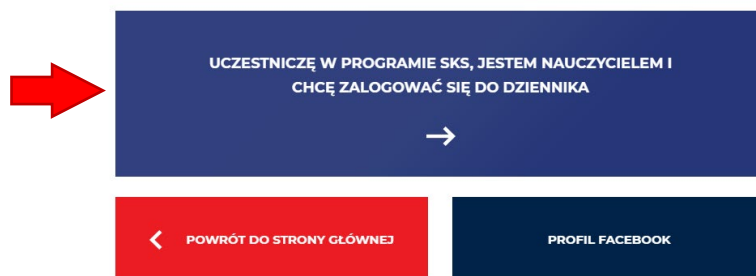 UCZESTNICZĘ W PROGRAMIE SKS, JESTEM NAUCZYCIELEM I
CHCĘ ZALOGOWAĆ SIĘ DO DZIENNIKA
POWRÓT DO STRONY GŁÓWNEJ
PROFIL FACEBOOK